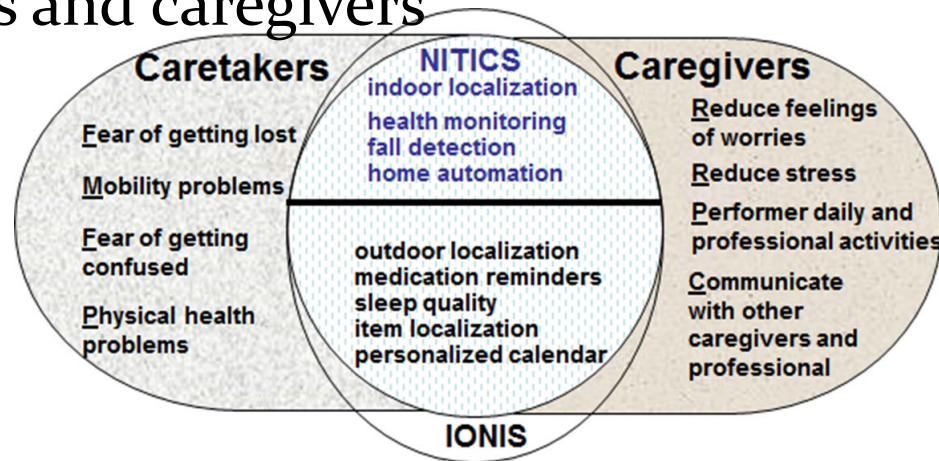 s and caregivers
Caretakers
Fear of getting lost
Mobility problems
Fear of getting
confused
Physical health
problems
NITICS
indoor localization
health monitoring
fall detection
home automation
outdoor localization
medication reminders
sleep quality
item localization
personalized calendar
IONIS
Caregivers
Reduce feelings
of worries
Reduce stress
Performer daily and
professional activities
Communicate
with other
caregivers and
professional